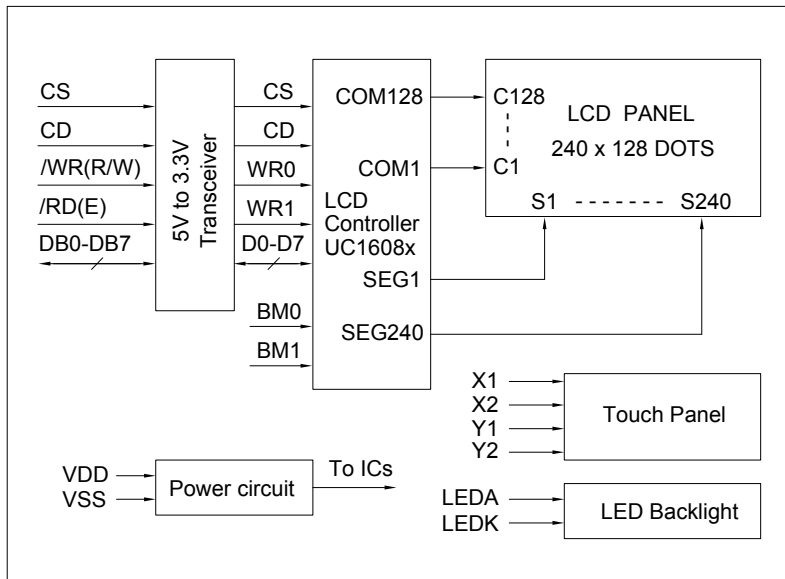 CS
CD
/WR(R/W)
/RD(E)
DB0-DB7
5V to 3.3V
Transceiver
CS
CD
WR0
WR1
D0-D7
BM0
BM1
COM128
COM1
LCD
Controller
UC1608x
SEG1
SEG240
C128
C1
LCD PANEL
240 x 128 DOTS
S1
S240
X1
X2
Y1
Y2
Touch Panel
VDD
VSS
Power circuit
To ICs
LEDA
LEDK
LED Backlight